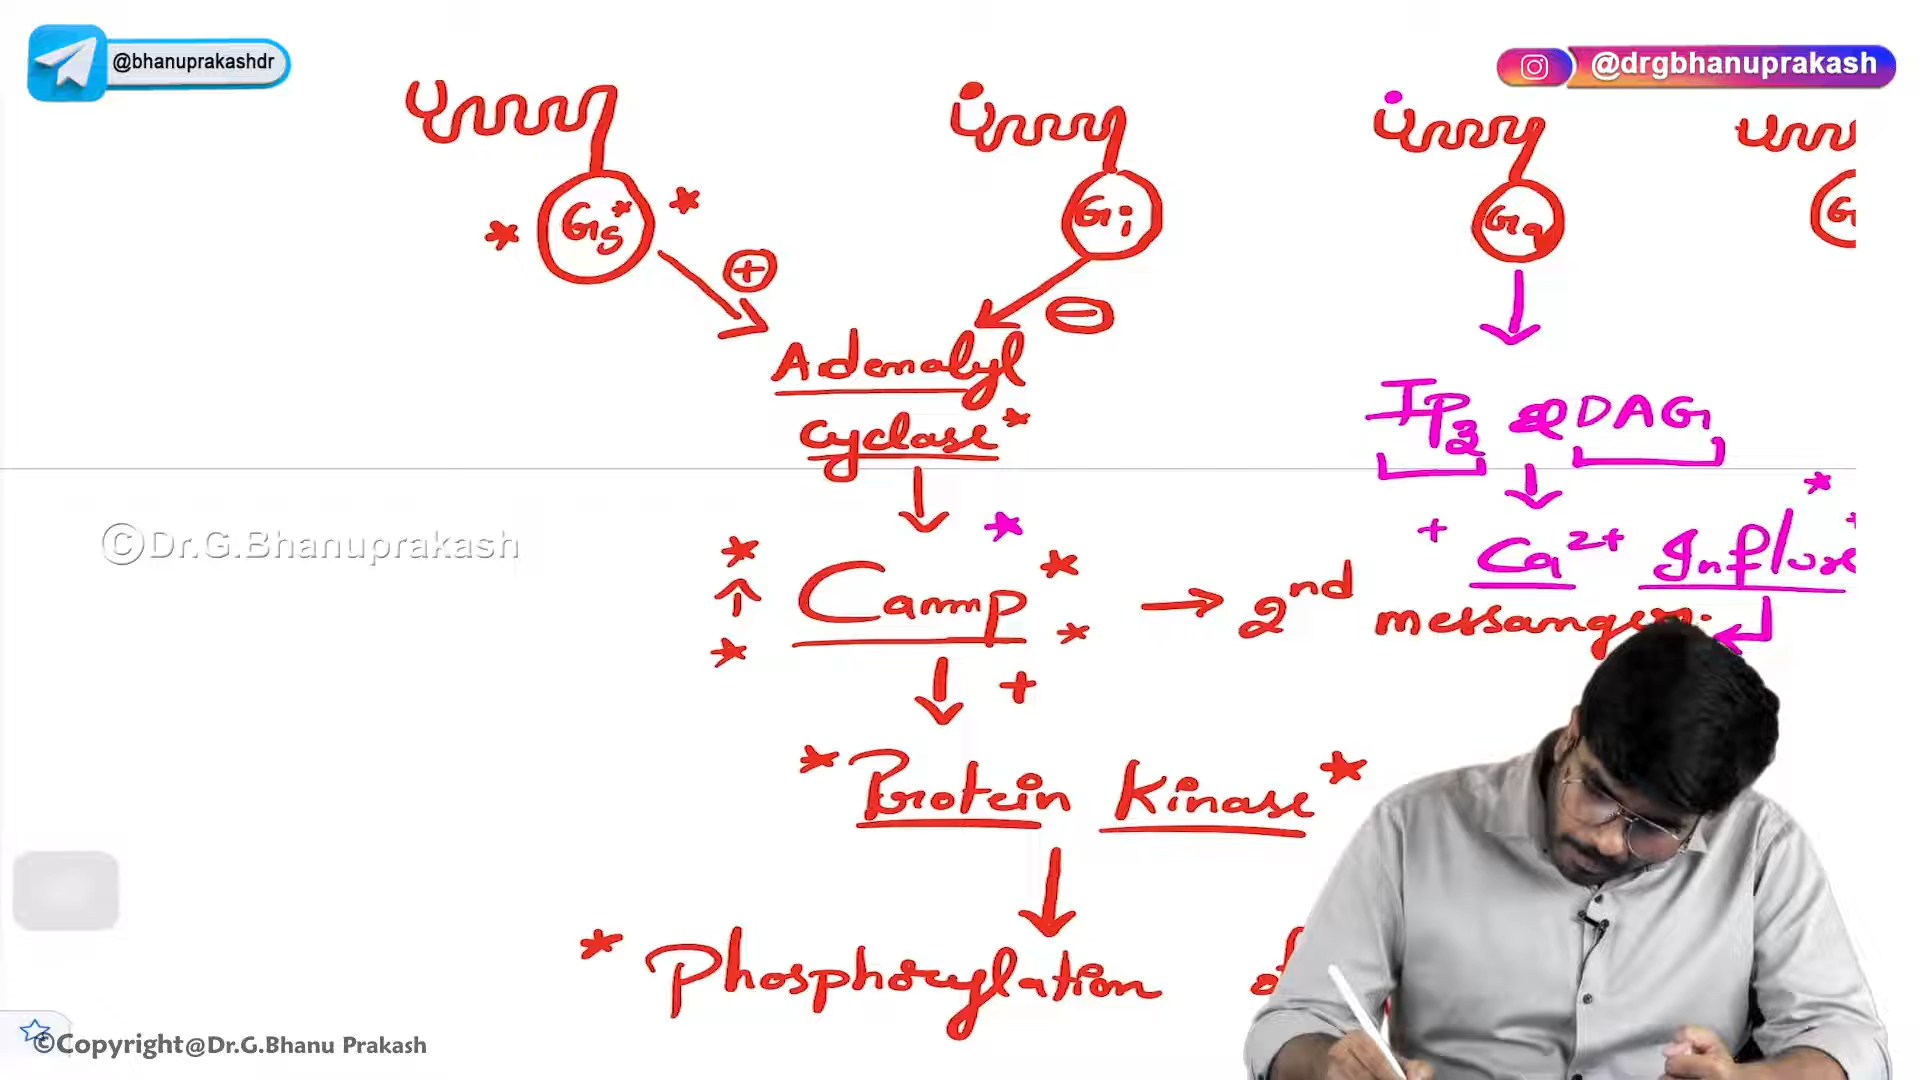 @bhanuprakashdr
@drgbhanuprakash
Gs* Gi Gq G
+ −
Adenalyl
cyclase*
IP3 & DAG
+ Ca2+ Influx
©Dr.G.Bhanuprakash
↑ Camp → 2nd messanger.
+
* Protein Kinase *
* Phosphorylation of
©Copyright@Dr.G.Bhanu Prakash